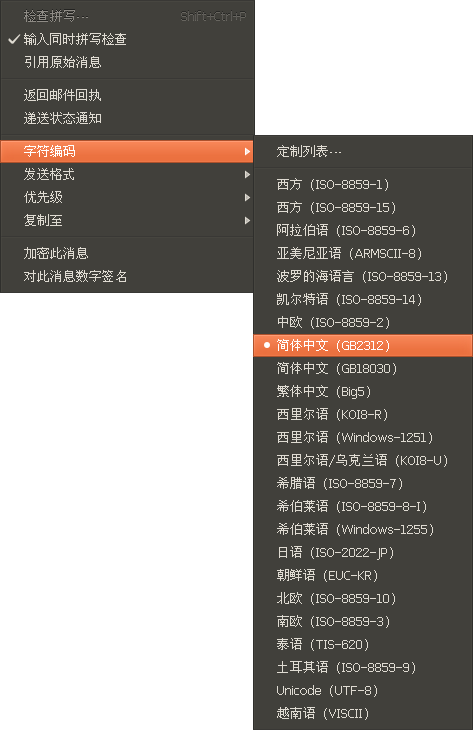 检查拼写... Shift+Ctrl+P
输入同时拼写检查
引用原始消息
返回邮件回执
递送状态通知
字符编码
发送格式
优先级
复制至
加密此消息
对此消息数字签名
定制列表...
西方 (ISO-8859-1)
西方 (ISO-8859-15)
阿拉伯语 (ISO-8859-6)
亚美尼亚语 (ARMSCII-8)
波罗的海语言 (ISO-8859-13)
凯尔特语 (ISO-8859-14)
中欧 (ISO-8859-2)
简体中文 (GB2312)
简体中文 (GB18030)
繁体中文 (Big5)
西里尔语 (KOI8-R)
西里尔语 (Windows-1251)
西里尔语/乌克兰语 (KOI8-U)
希腊语 (ISO-8859-7)
希伯莱语 (ISO-8859-8-I)
希伯莱语 (Windows-1255)
日语 (ISO-2022-JP)
朝鲜语 (EUC-KR)
北欧 (ISO-8859-10)
南欧 (ISO-8859-3)
泰语 (TIS-620)
土耳其语 (ISO-8859-9)
Unicode (UTF-8)
越南语 (VISCII)